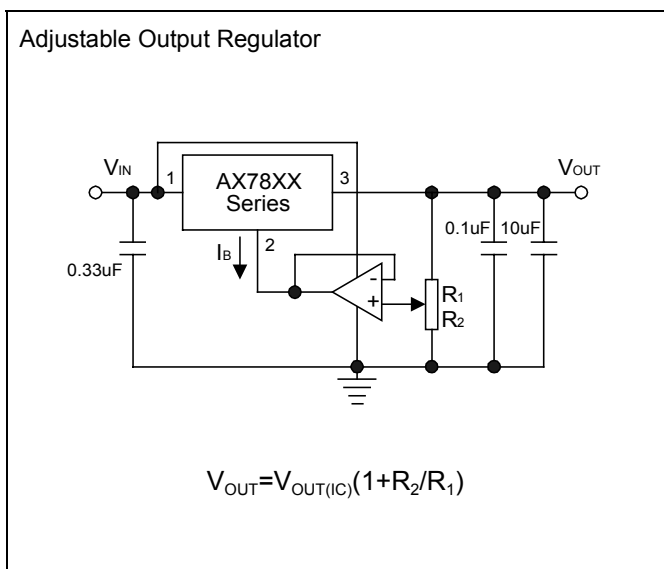 Adjustable Output Regulator
VIN
1
AX78XX
Series
3
VOUT
IB
2
0.33uF
-
+
R1
R2
0.1uF
10uF
VOUT=VOUT(IC)(1+R2/R1)